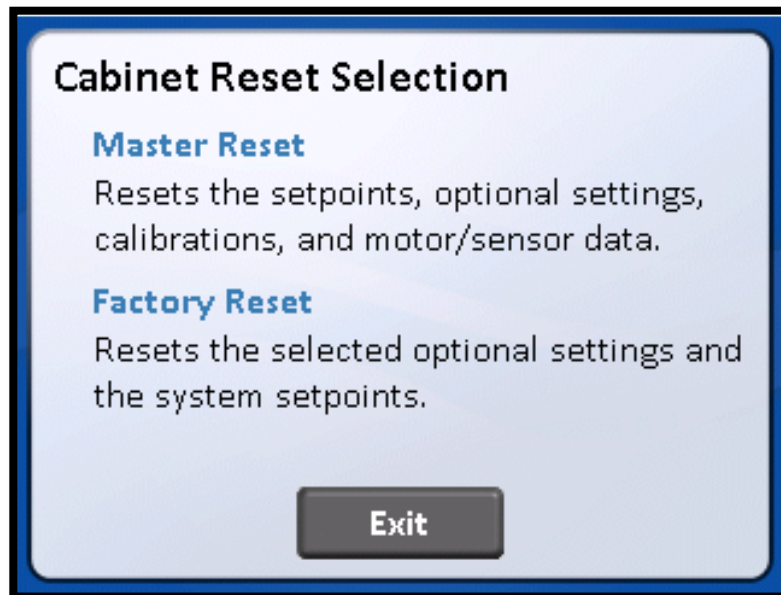 Cabinet Reset Selection
Master Reset
Resets the setpoints, optional settings,
calibrations, and motor/sensor data.
Factory Reset
Resets the selected optional settings and
the system setpoints.
Exit